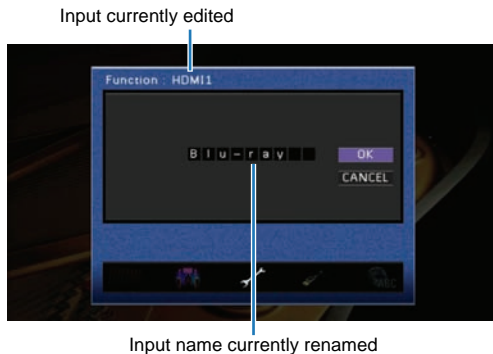 Input currently edited
Function : HDMI1
Blu-ray
OK
CANCEL
Input name currently renamed